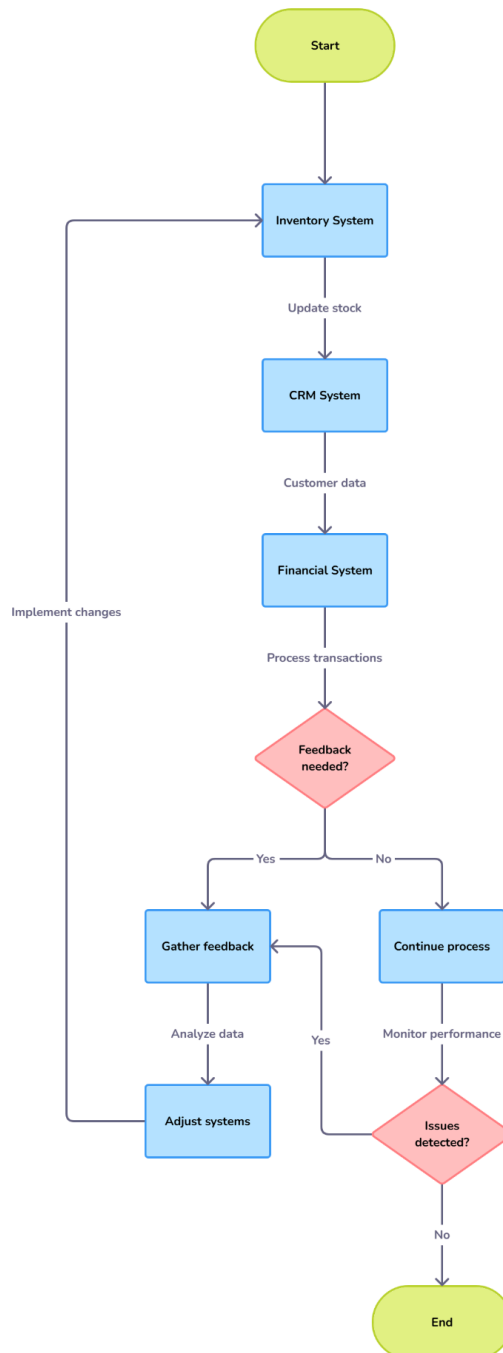 Start
Inventory System
Update stock
CRM System
Customer data
Financial System
Implement changes
Process transactions
Feedback
needed?
Yes
No
Gather feedback
Continue process
Analyze data
Yes
Monitor performance
Adjust systems
Issues
detected?
No
End